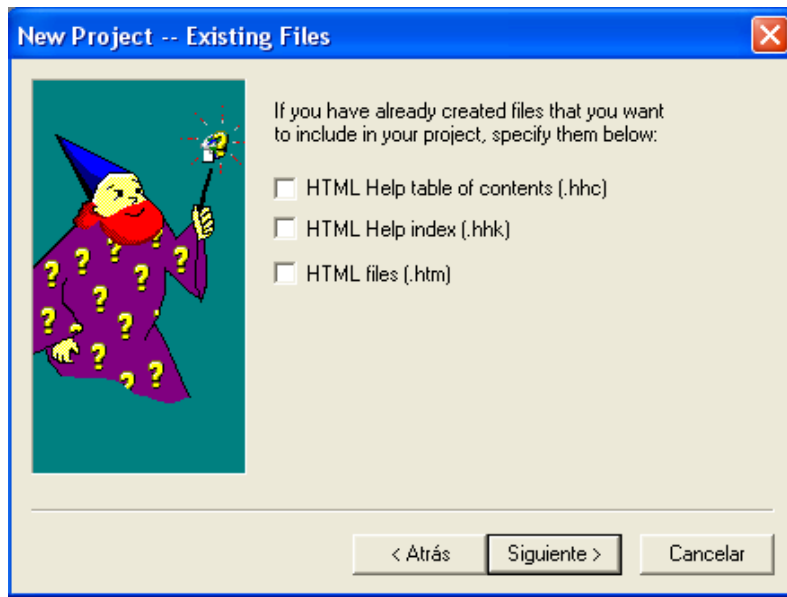 New Project -- Existing Files
If you have already created files that you want
to include in your project, specify them below:
HTML Help table of contents (.hhc)
HTML Help index (.hhk)
HTML files (.htm)
< Atrás
Siguiente >
Cancelar